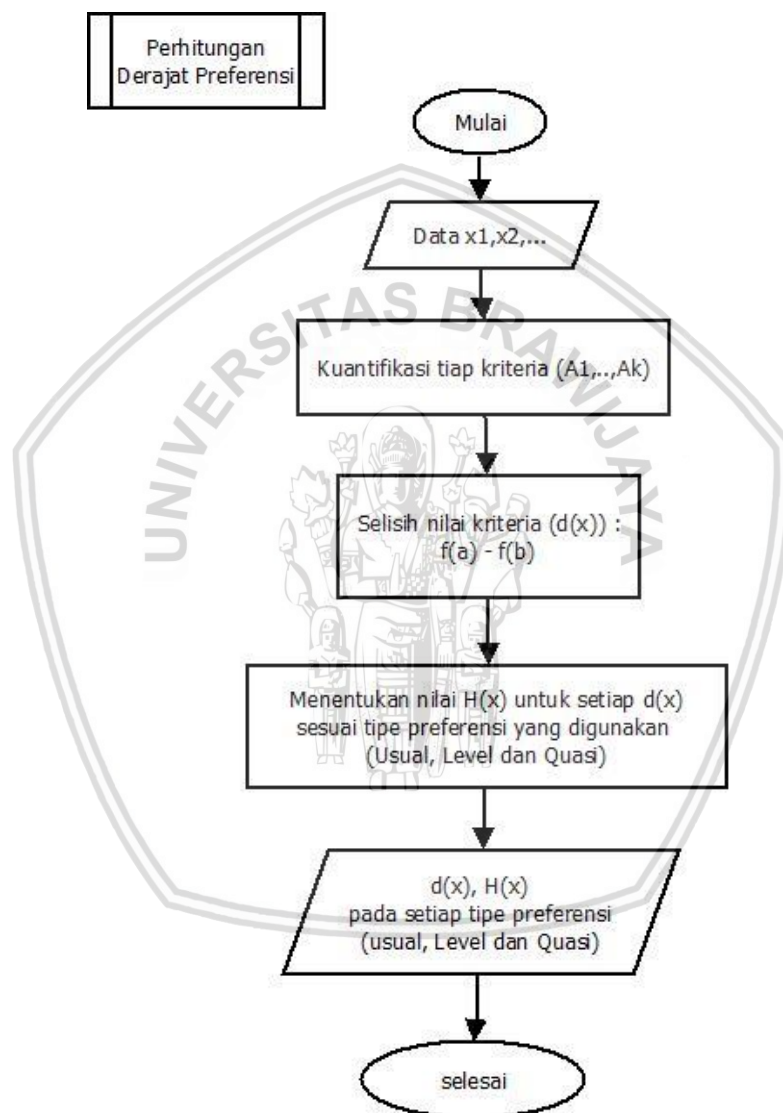 Perhitungan
Derajat Preferensi
Mulai
Data x1,x2,...
UNIVERSITAS BRAWIJAYA
Kuantifikasi tiap kriteria (A1,..,Ak)
Selisih nilai kriteria (d(x)) :
f(a) - f(b)
Menentukan nilai H(x) untuk setiap d(x)
sesuai tipe preferensi yang digunakan
(Usual, Level dan Quasi)
d(x), H(x)
pada setiap tipe preferensi
(usual, Level dan Quasi)
selesai